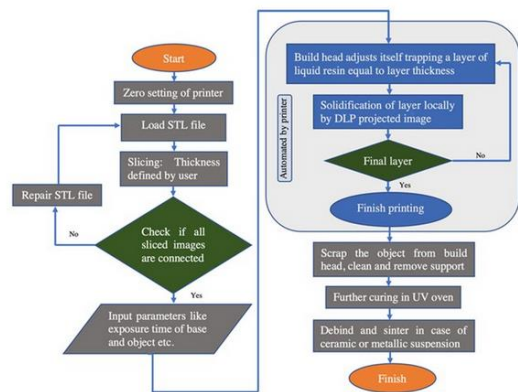 Start
Zero setting of printer
Load STL file
Slicing: Thickness
defined by user
Repair STL file
No
Check if all
sliced images
are connected
Yes
Input parameters like
exposure time of base
and object etc.
Automated by printer
Build head adjusts itself trapping a layer of
liquid resin equal to layer thickness
Solidification of layer locally
by DLP projected image
Final layer
No
Yes
Finish printing
Scrap the object from build
head, clean and remove support
Further curing in UV oven
Debind and sinter in case of
ceramic or metallic suspension
Finish